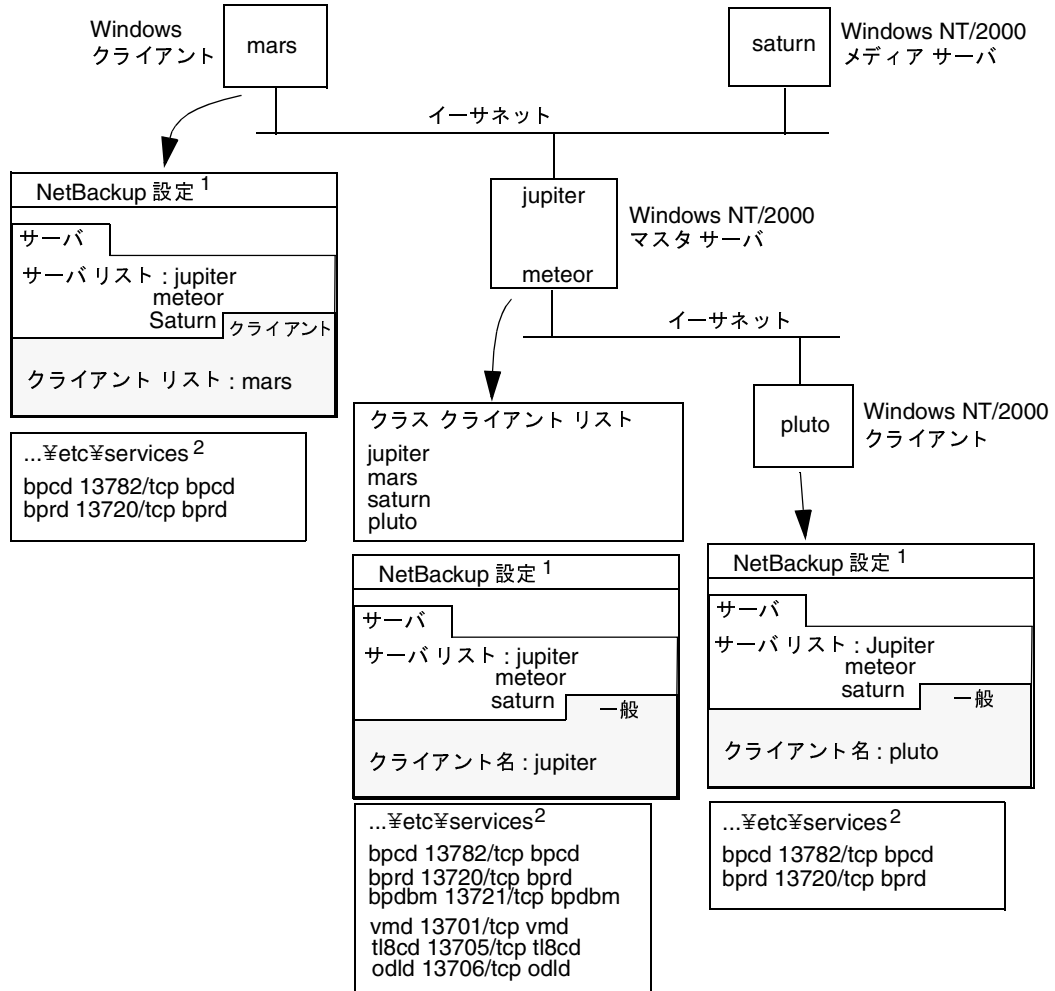 Windows
クライアント
mars
saturn
Windows NT/2000
メディア サーバ
イーサネット
NetBackup 設定 1
サーバ
サーバ リスト : jupiter
meteor
Saturn
クライアント
クライアント リスト : mars
...¥etc¥services 2
bpcd 13782/tcp bpcd
bprd 13720/tcp bprd
jupiter
meteor
Windows NT/2000
マスタ サーバ
イーサネット
クラス クライアント リスト
jupiter
mars
saturn
pluto
pluto
Windows NT/2000
クライアント
NetBackup 設定 1
サーバ
サーバ リスト : jupiter
meteor
saturn
一般
クライアント名 : jupiter
...¥etc¥services 2
bpcd 13782/tcp bpcd
bprd 13720/tcp bprd
bpdbm 13721/tcp bpdbm
vmd 13701/tcp vmd
tl8cd 13705/tcp tl8cd
odld 13706/tcp odld
NetBackup 設定 1
サーバ
サーバ リスト : Jupiter
meteor
saturn
一般
クライアント名 : pluto
...¥etc¥services 2
bpcd 13782/tcp bpcd
bprd 13720/tcp bprd